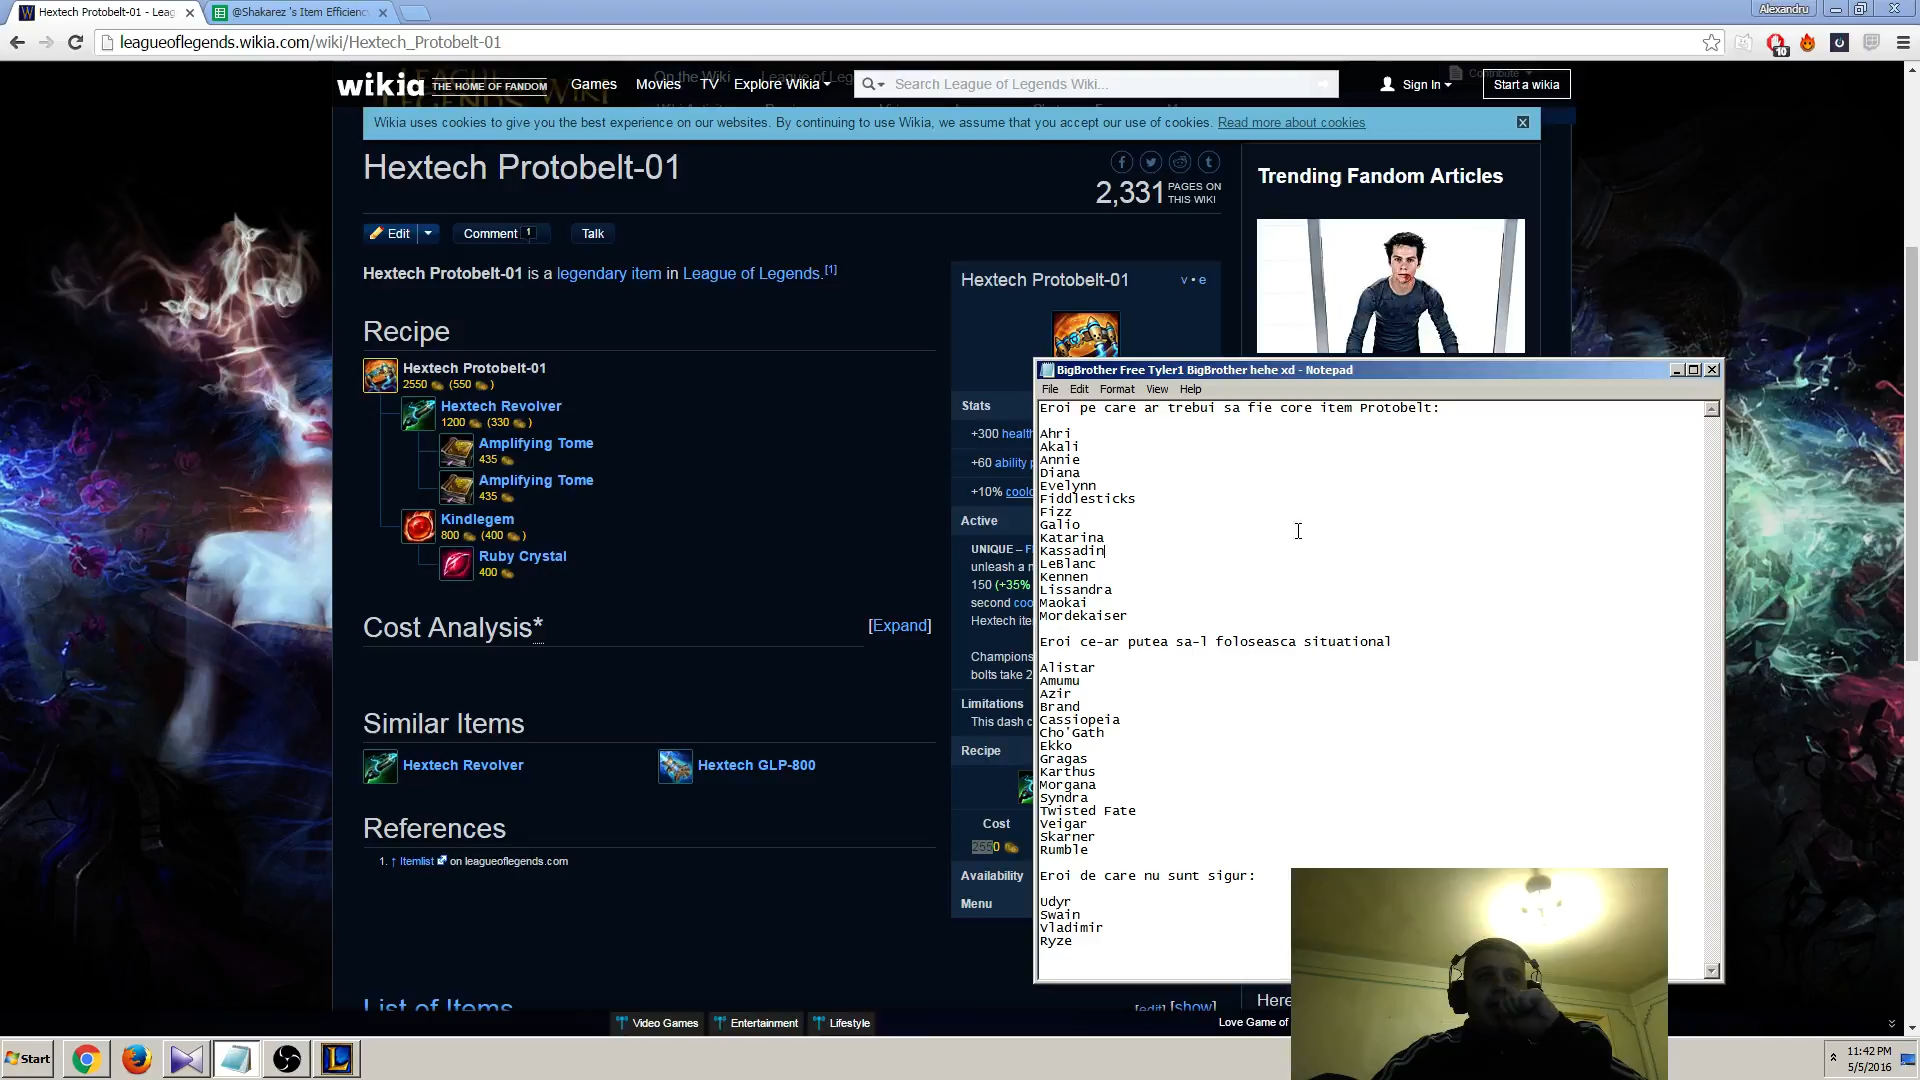 Hextech Protobelt-01 - Leag
@Shakarez 's Item Efficienc
Alexandru
leagueoflegends.wikia.com/wiki/Hextech_Protobelt-01
10
wikia THE HOME OF FANDOM
Games
Movies
TV
Explore Wikia
Search League of Legends Wiki...
Sign In
Start a wikia
Wikia uses cookies to give you the best experience on our websites. By continuing to use Wikia, we assume that you accept our use of cookies. Read more about cookies
Hextech Protobelt-01
2,331 PAGES ON THIS WIKI
Trending Fandom Articles
Edit
Comment 1
Talk
Hextech Protobelt-01 is a legendary item in League of Legends.[1]
Hextech Protobelt-01
v • e
Recipe
Hextech Protobelt-01
2550 (550 )
Hextech Revolver
1200 (330 )
Amplifying Tome
435
Amplifying Tome
435
Kindlegem
800 (400 )
Ruby Crystal
400
Cost Analysis*
[Expand]
Similar Items
Hextech Revolver
Hextech GLP-800
References
1. ↑ Itemlist on leagueoflegends.com
List of Items
[edit] [show]
Stats
+300 health
+60 ability p
+10% coolc
Active
UNIQUE – F
unleash a n
150 (+35%
second coo
Hextech ite
Champions
bolts take 2
Limitations
This dash c
Recipe
Cost
2550
Availability
Menu
BigBrother Free Tyler1 BigBrother hehe xd - Notepad
File Edit Format View Help
Eroi pe care ar trebui sa fie core item Protobelt:
Ahri
Akali
Annie
Diana
Evelynn
Fiddlesticks
Fizz
Galio
Katarina
Kassadin
LeBlanc
Kennen
Lissandra
Maokai
Mordekaiser
Eroi ce-ar putea sa-l foloseasca situational
Alistar
Amumu
Azir
Brand
Cassiopeia
Cho'Gath
Ekko
Gragas
Karthus
Morgana
Syndra
Twisted Fate
Veigar
Skarner
Rumble
Eroi de care nu sunt sigur:
Udyr
Swain
Vladimir
Ryze
Here
Video Games
Entertainment
Lifestyle
Love Game of
Start
11:42 PM
5/5/2016